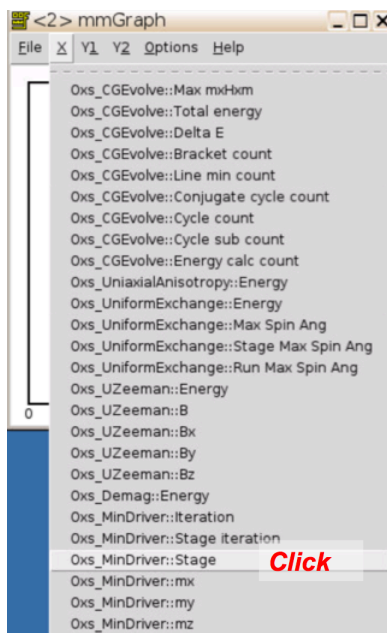 <2> mmGraph
File X Y1 Y2 Options Help
Oxs_CGEvolve::Max mxHxm
Oxs_CGEvolve::Total energy
Oxs_CGEvolve::Delta E
Oxs_CGEvolve::Bracket count
Oxs_CGEvolve::Line min count
Oxs_CGEvolve::Conjugate cycle count
Oxs_CGEvolve::Cycle count
Oxs_CGEvolve::Cycle sub count
Oxs_CGEvolve::Energy calc count
Oxs_UniaxialAnisotropy::Energy
Oxs_UniformExchange::Energy
Oxs_UniformExchange::Max Spin Ang
Oxs_UniformExchange::Stage Max Spin Ang
Oxs_UniformExchange::Run Max Spin Ang
Oxs_UZeeman::Energy
0
Oxs_UZeeman::B
Oxs_UZeeman::Bx
Oxs_UZeeman::By
Oxs_UZeeman::Bz
Oxs_Demag::Energy
Oxs_MinDriver::Iteration
Oxs_MinDriver::Stage iteration
Oxs_MinDriver::Stage Click
Oxs_MinDriver::mx
Oxs_MinDriver::my
Oxs_MinDriver::mz